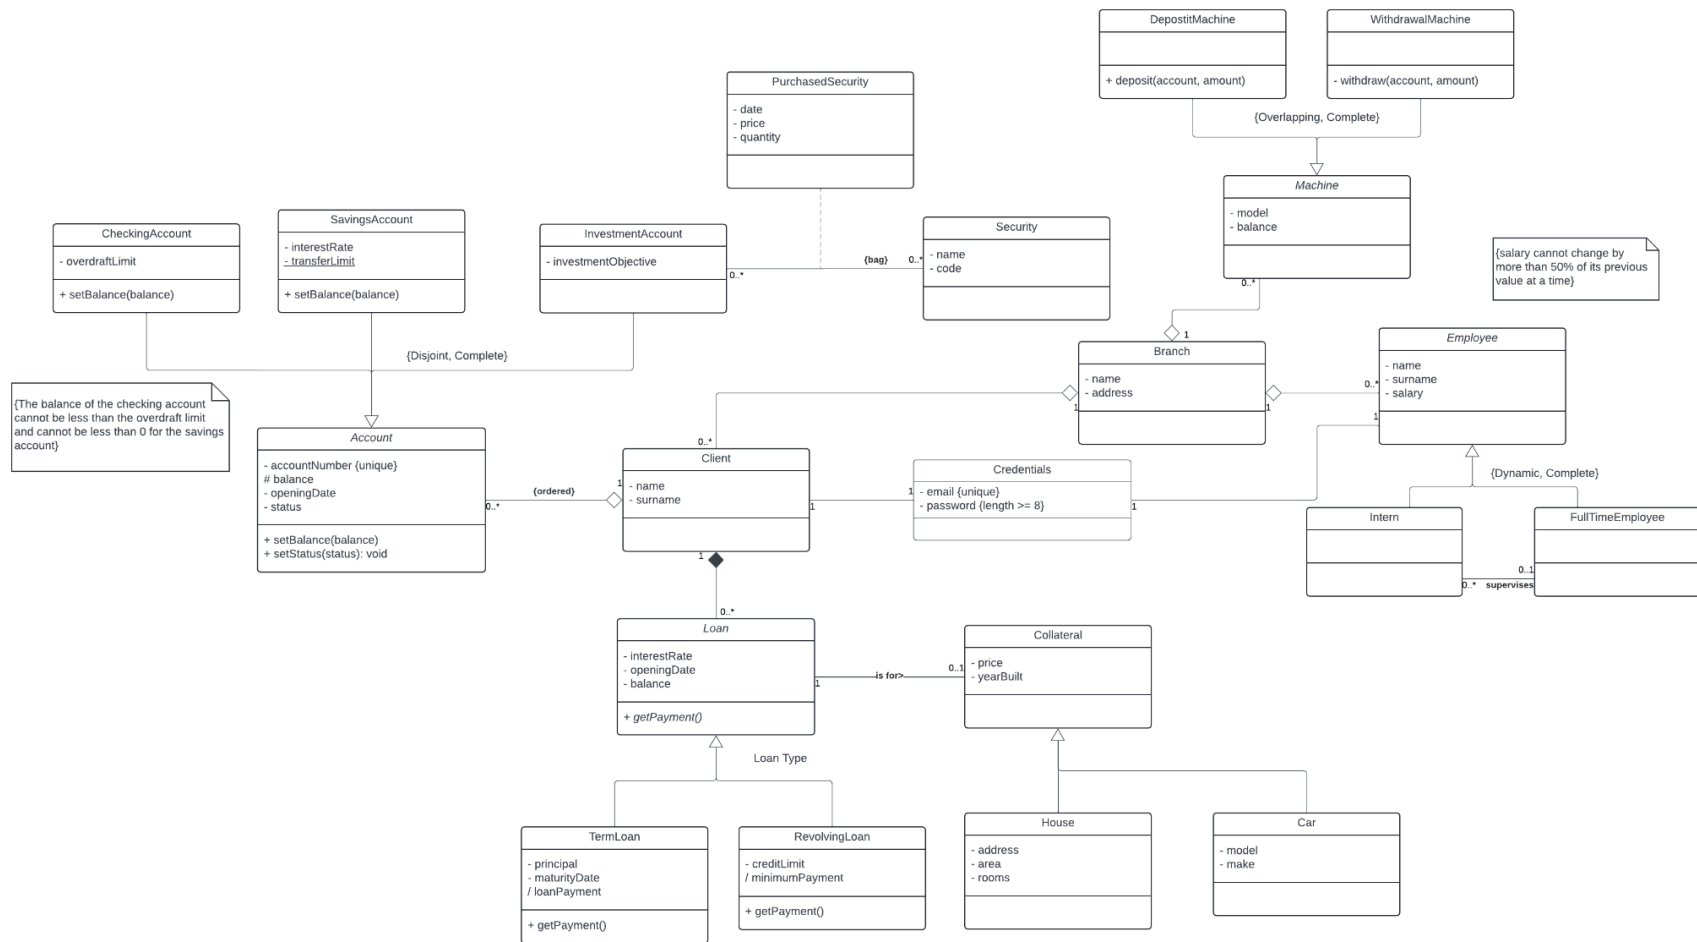 DepostitMachine
+ deposit(account, amount)
WithdrawalMachine
- withdraw(account, amount)
{Overlapping, Complete}
PurchasedSecurity
- date
- price
- quantity
Machine
- model
- balance
0..*
CheckingAccount
- overdraftLimit
+ setBalance(balance)
SavingsAccount
- interestRate
- transferLimit
+ setBalance(balance)
InvestmentAccount
- investmentObjective
0..*
{bag}
0..*
Security
- name
- code
{salary cannot change by
more than 50% of its previous
value at a time}
{Disjoint, Complete}
1
Branch
- name
- address
1
1
0..*
Employee
- name
- surname
- salary
1
{The balance of the checking account
cannot be less than the overdraft limit
and cannot be less than 0 for the savings
account}
Account
- accountNumber {unique}
# balance
- openingDate
- status
+ setBalance(balance)
+ setStatus(status): void
0..*
{ordered}
1
0..*
Client
- name
- surname
1
1
1
Credentials
- email {unique}
- password {length >= 8}
1
{Dynamic, Complete}
Intern
0..*
supervises
0..1
FullTimeEmployee
0..*
Loan
- interestRate
- openingDate
- balance
+ getPayment()
1
is for>
0..1
Collateral
- price
- yearBuilt
Loan Type
TermLoan
- principal
- maturityDate
/ loanPayment
+ getPayment()
RevolvingLoan
- creditLimit
/ minimumPayment
+ getPayment()
House
- address
- area
- rooms
Car
- model
- make